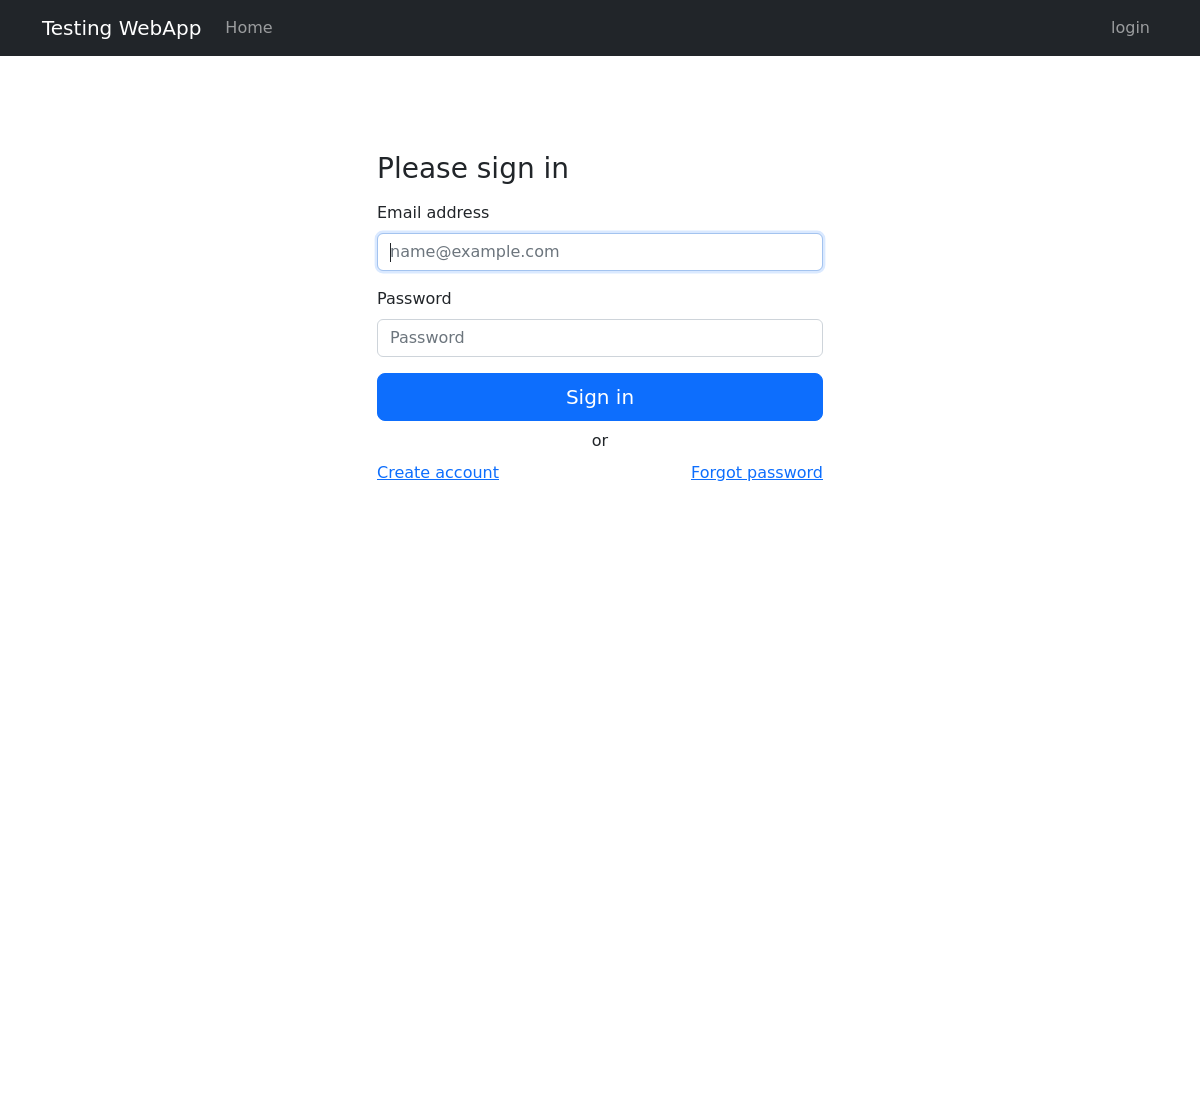 Testing WebApp Home login
Please sign in
Email address
name@example.com
Password
Password
Sign in
or
Create account Forgot password